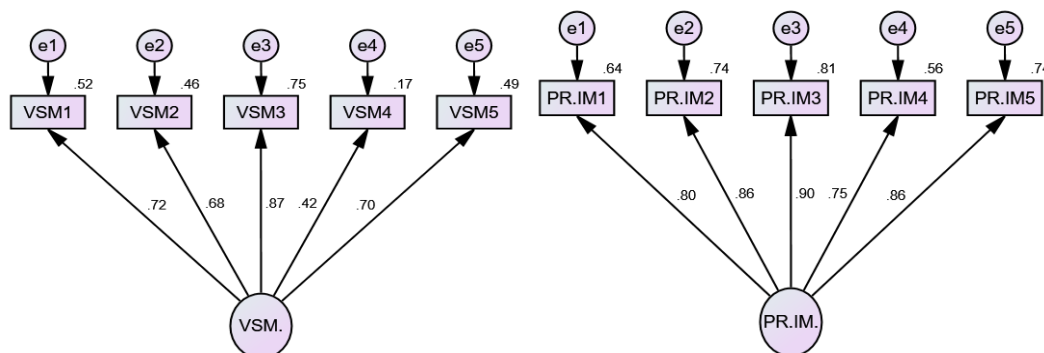 e1 e2 e3 e4 e5
.52 .46 .75 .17 .49
VSM1 VSM2 VSM3 VSM4 VSM5
.72 .68 .87 .42 .70
VSM.
e1 e2 e3 e4 e5
.64 .74 .81 .56 .74
PR.IM1 PR.IM2 PR.IM3 PR.IM4 PR.IM5
.80 .86 .90 .75 .86
PR.IM.